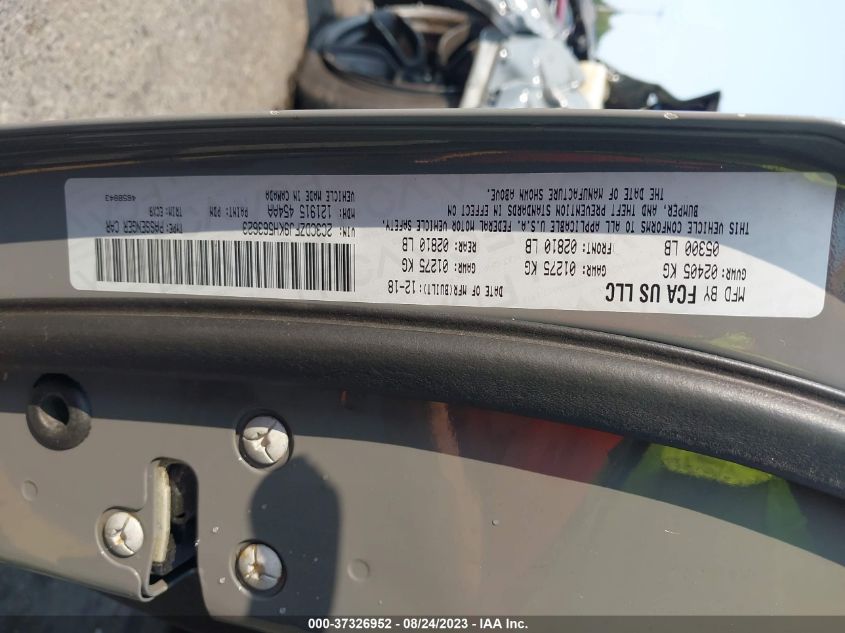 MFD BY FCA US LLC
DATE OF MFR(BUILT): 12-18
GVWR: 02405 KG
GAWR: 01275 KG
GAWR: 01275 KG
05300 LB
FRONT: 02810 LB
REAR: 02810 LB
THIS VEHICLE CONFORMS TO ALL APPLICABLE U.S.A. FEDERAL MOTOR VEHICLE SAFETY,
BUMPER, AND THEFT PREVENTION STANDARDS IN EFFECT ON
THE DATE OF MANUFACTURE SHOWN ABOVE.
VIN: 2C3CDZFJ9KH563623
TYPE: PASSENGER CAR
MDH: 121915 454AA
PAINT: PDN
TRIM: ECX9
VEHICLE MADE IN CANADA
4658843
000-37326952 - 08/24/2023 - IAA Inc.